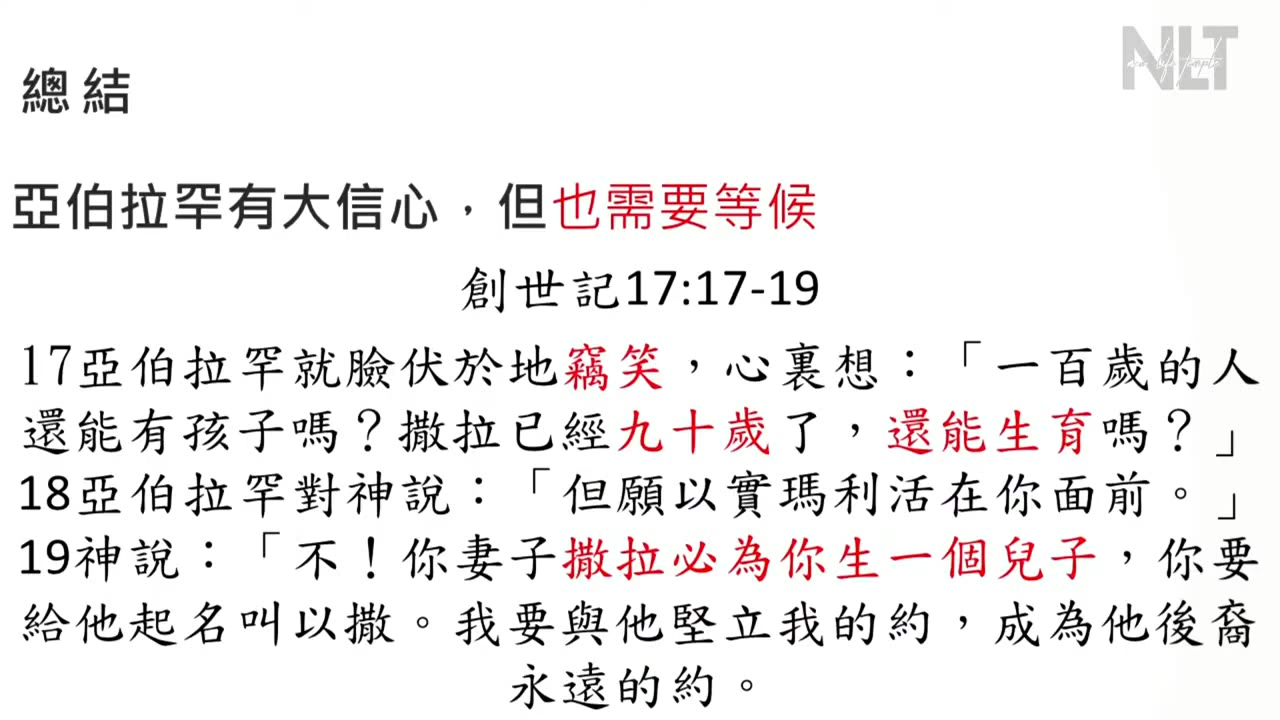 NLT
new life temple
總結
亞伯拉罕有大信心，但也需要等候
創世記17:17-19
17亞伯拉罕就臉伏於地竊笑，心裏想：「一百歲的人
還能有孩子嗎？撒拉已經九十歲了，還能生育嗎？」
18亞伯拉罕對神說：「但願以實瑪利活在你面前。」
19神說：「不！你妻子撒拉必為你生一個兒子，你要
給他起名叫以撒。我要與他堅立我的約，成為他後裔
永遠的約。